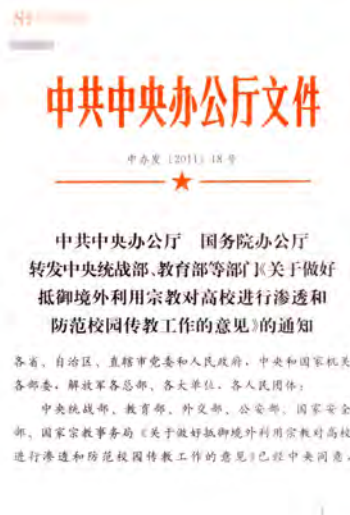 中共中央办公厅文件
中办发〔2011〕18号
中共中央办公厅 国务院办公厅
转发中央统战部、教育部等部门《关于做好
抵御境外利用宗教对高校进行渗透和
防范校园传教工作的意见》的通知
各省、自治区、直辖市党委和人民政府，中央和国家机关
各部委，解放军各总部、各大单位，各人民团体：
中央统战部、教育部、外交部、公安部、国家安全
部、国家宗教事务局《关于做好抵御境外利用宗教对高校
进行渗透和防范校园传教工作的意见》已经中央同意，
1